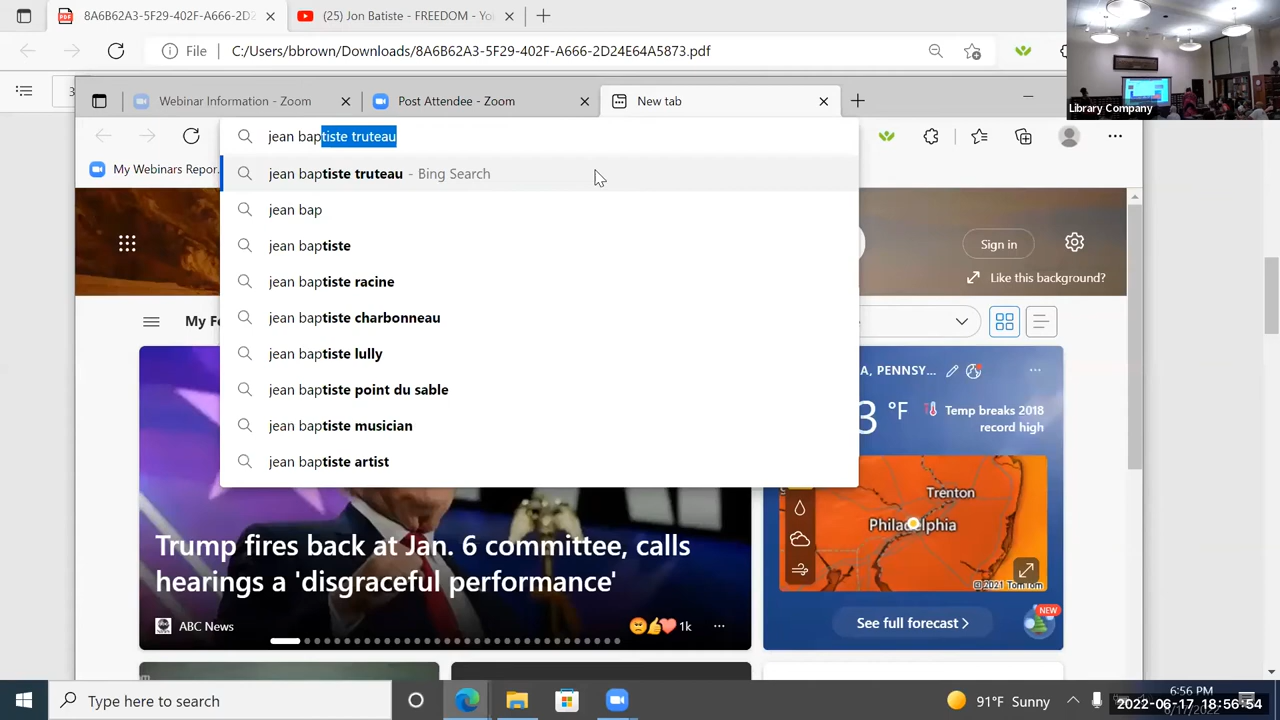 8A6B62A3-5F29-402F-A666-2D2
(5) Jon Batiste - FREEDOM - Yo
File
C:/Users/bbrown/Downloads/8A6B62A3-5F29-402F-A666-2D24E64A5873.pdf
Library Company
3
Webinar Information - Zoom
Post Attendee - Zoom
New tab
jean baptiste truteau
My Webinars Repor
jean baptiste truteau - Bing Search
jean bap
jean baptiste
jean baptiste racine
jean baptiste charbonneau
jean baptiste lully
jean baptiste point du sable
jean baptiste musician
jean baptiste artist
Sign in
Like this background?
My Fe
A, PENNSY...
3 °F
Temp breaks 2018
record high
Trenton
Philadelphia
©2021 TomTom
See full forecast
NEW
Trump fires back at Jan. 6 committee, calls
hearings a 'disgraceful performance'
ABC News
1k
Type here to search
91°F Sunny
6:56 PM
2022-06-17 18:56:54